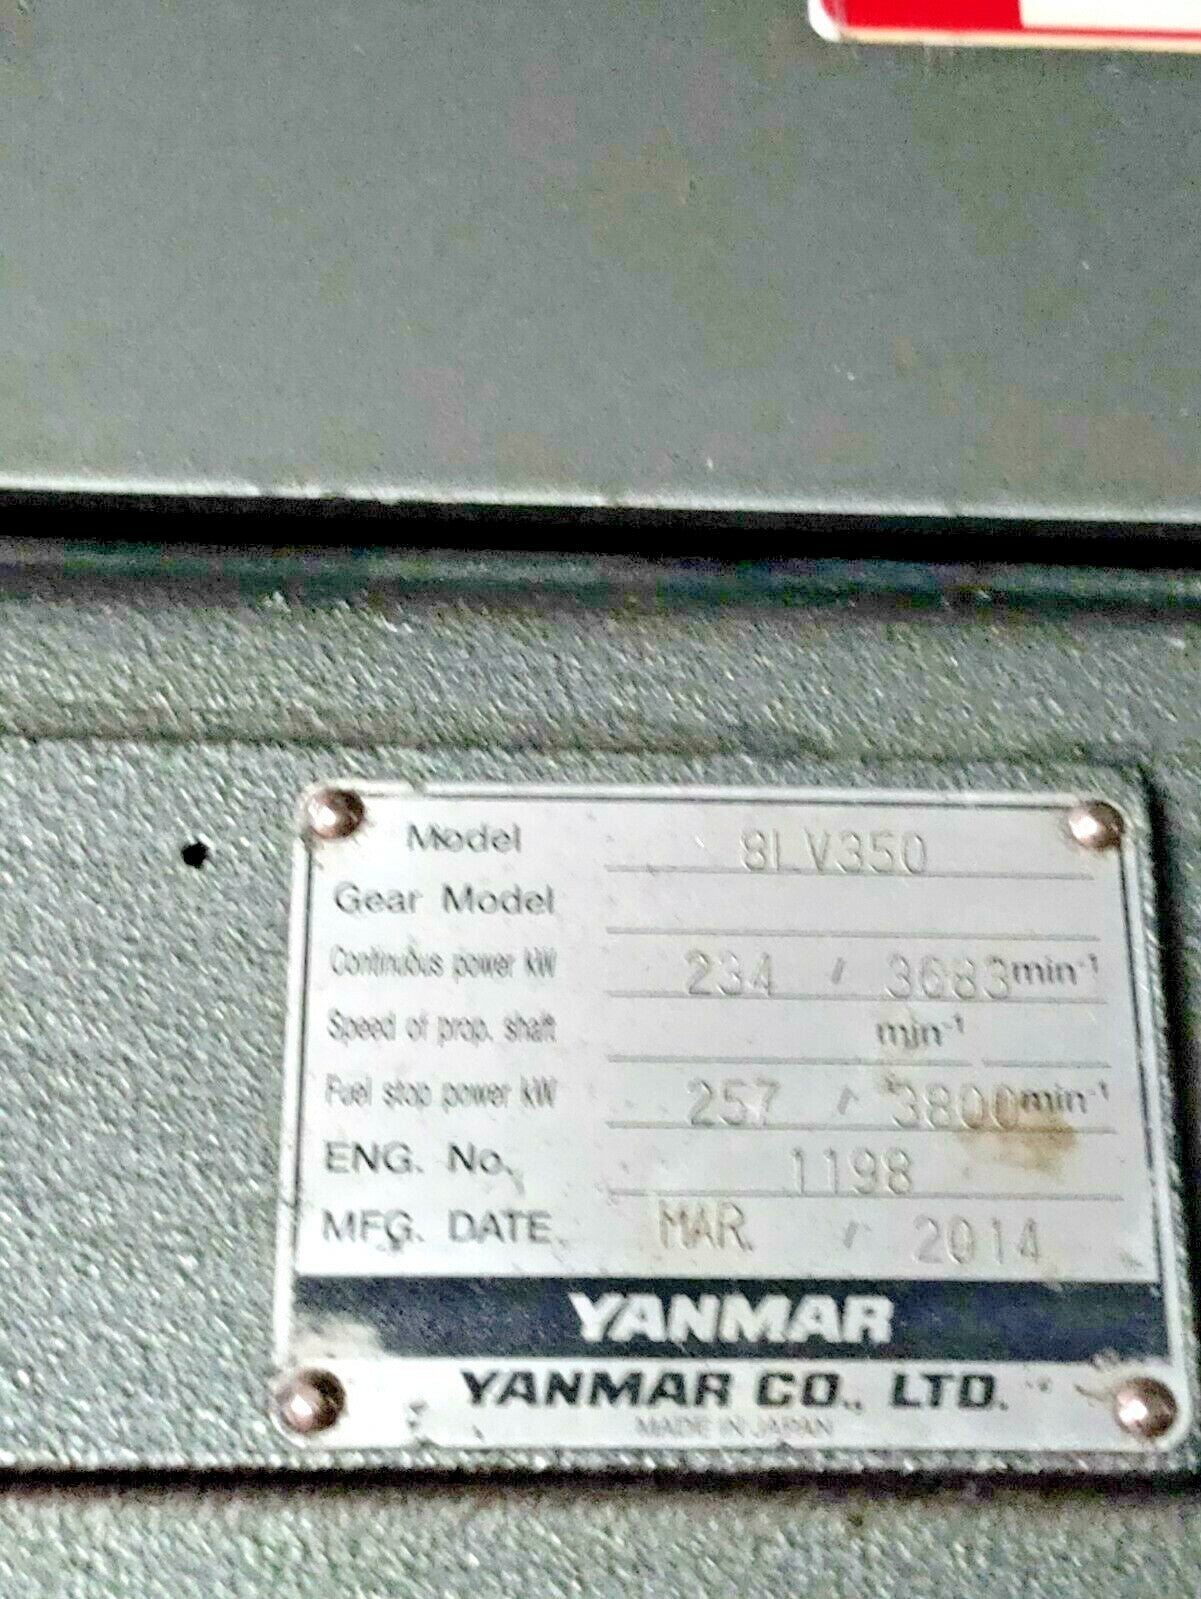 Model 8LV350
Gear Model
Continuous power kW 234 / 3683 min-1
Speed of prop. shaft min-1
Fuel stop power kW 257 / 3800 min-1
ENG. No. 1198
MFG. DATE. MAR. / 2014
YANMAR
YANMAR CO., LTD.
MADE IN JAPAN